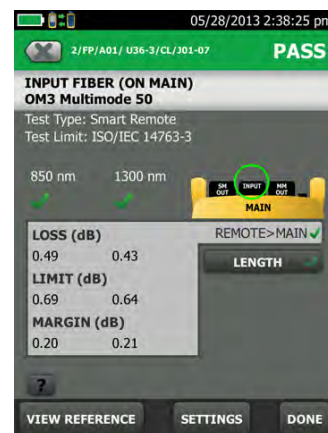 05/28/2013 2:38:25 pm
2/FP/A01/ U36-3/CL/J01-07 PASS
INPUT FIBER (ON MAIN)
OM3 Multimode 50
Test Type: Smart Remote
Test Limit: ISO/IEC 14763-3
850 nm 1300 nm
SM OUT INPUT MM OUT
MAIN
LOSS (dB) REMOTE>MAIN
0.49 0.43 LENGTH
LIMIT (dB)
0.69 0.64
MARGIN (dB)
0.20 0.21
?
VIEW REFERENCE SETTINGS DONE